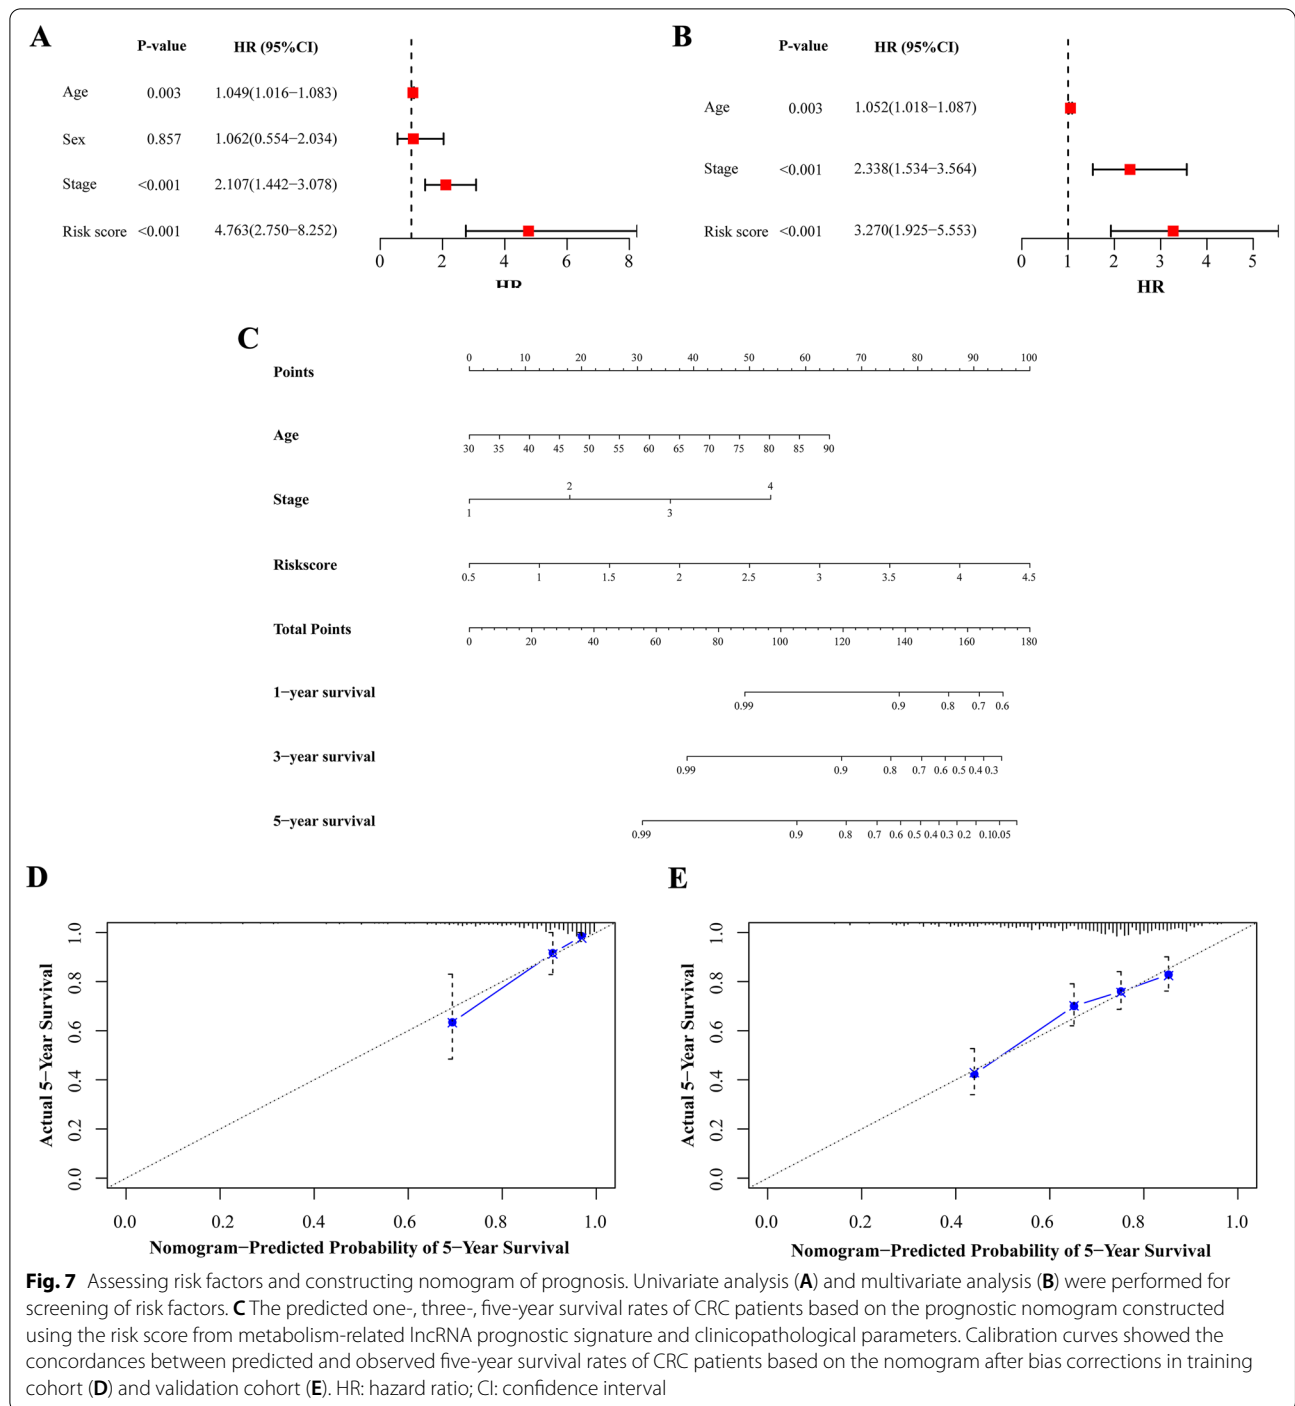 A
P-value HR (95%CI)
Age 0.003 1.049(1.016−1.083)
Sex 0.857 1.062(0.554−2.034)
Stage <0.001 2.107(1.442−3.078)
Risk score <0.001 4.763(2.750−8.252)
0 2 4 6 8
HR
B
P-value HR (95%CI)
Age 0.003 1.052(1.018−1.087)
Stage <0.001 2.338(1.534−3.564)
Risk score <0.001 3.270(1.925−5.553)
0 1 2 3 4 5
HR
C
Points 0 10 20 30 40 50 60 70 80 90 100
Age
30 35 40 45 50 55 60 65 70 75 80 85 90
2 4
Stage
1 3
Riskscore
0.5 1 1.5 2 2.5 3 3.5 4 4.5
Total Points
0 20 40 60 80 100 120 140 160 180
1−year survival
0.99 0.9 0.8 0.7 0.6
3−year survival
0.99 0.9 0.8 0.7 0.6 0.5 0.4 0.3
5−year survival
0.99 0.9 0.8 0.7 0.6 0.5 0.4 0.3 0.2 0.1 0.05
D
Actual 5−Year Survival
1.0
0.8
0.6
0.4
0.2
0.0
0.0 0.2 0.4 0.6 0.8 1.0
Nomogram−Predicted Probability of 5−Year Survival
E
Actual 5−Year Survival
1.0
0.8
0.6
0.4
0.2
0.0
0.0 0.2 0.4 0.6 0.8 1.0
Nomogram−Predicted Probability of 5−Year Survival
Fig. 7 Assessing risk factors and constructing nomogram of prognosis. Univariate analysis (A) and multivariate analysis (B) were performed for
screening of risk factors. C The predicted one-, three-, five-year survival rates of CRC patients based on the prognostic nomogram constructed
using the risk score from metabolism-related lncRNA prognostic signature and clinicopathological parameters. Calibration curves showed the
concordances between predicted and observed five-year survival rates of CRC patients based on the nomogram after bias corrections in training
cohort (D) and validation cohort (E). HR: hazard ratio; CI: confidence interval